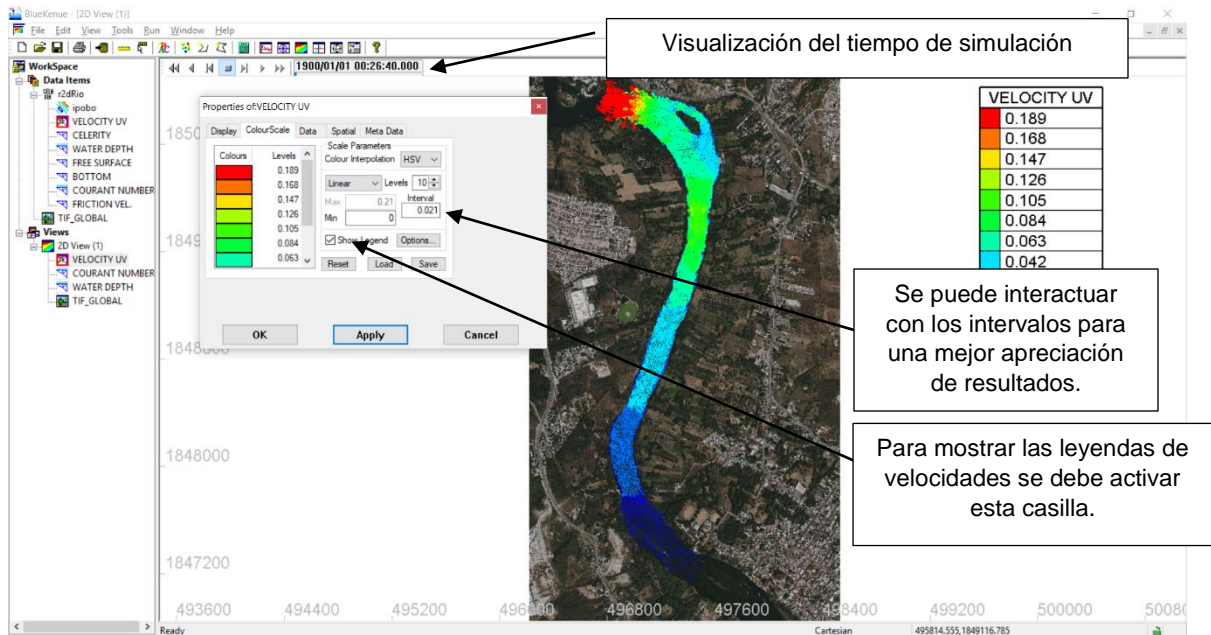 BlueKenue - [2D View (1)]
File Edit View Tools Run Window Help
Visualización del tiempo de simulación
WorkSpace
Data Items
r2dRio
ipobo
VELOCITY UV
CELERITY
WATER DEPTH
FREE SURFACE
BOTTOM
COURANT NUMBER
FRICTION VEL.
TIF_GLOBAL
Views
2D View (1)
VELOCITY UV
COURANT NUMBER
WATER DEPTH
TIF_GLOBAL
1900/01/01 00:26:40.000
Properties of:VELOCITY UV
Display ColourScale Data Spatial Meta Data
Colours Levels
0.189
0.168
0.147
0.126
0.105
0.084
0.063
Scale Parameters
Colour Interpolation HSV
Linear Levels 10
Max 0.21 Interval
Min 0 0.021
Show Legend Options...
Reset Load Save
OK Apply Cancel
VELOCITY UV
0.189
0.168
0.147
0.126
0.105
0.084
0.063
0.042
Se puede interactuar
con los intervalos para
una mejor apreciación
de resultados.
Para mostrar las leyendas de
velocidades se debe activar
esta casilla.
1848000
1847200
493600 494400 495200 496800 497600 498400 499200 500000
Ready Cartesian 495814.555,1849116.785